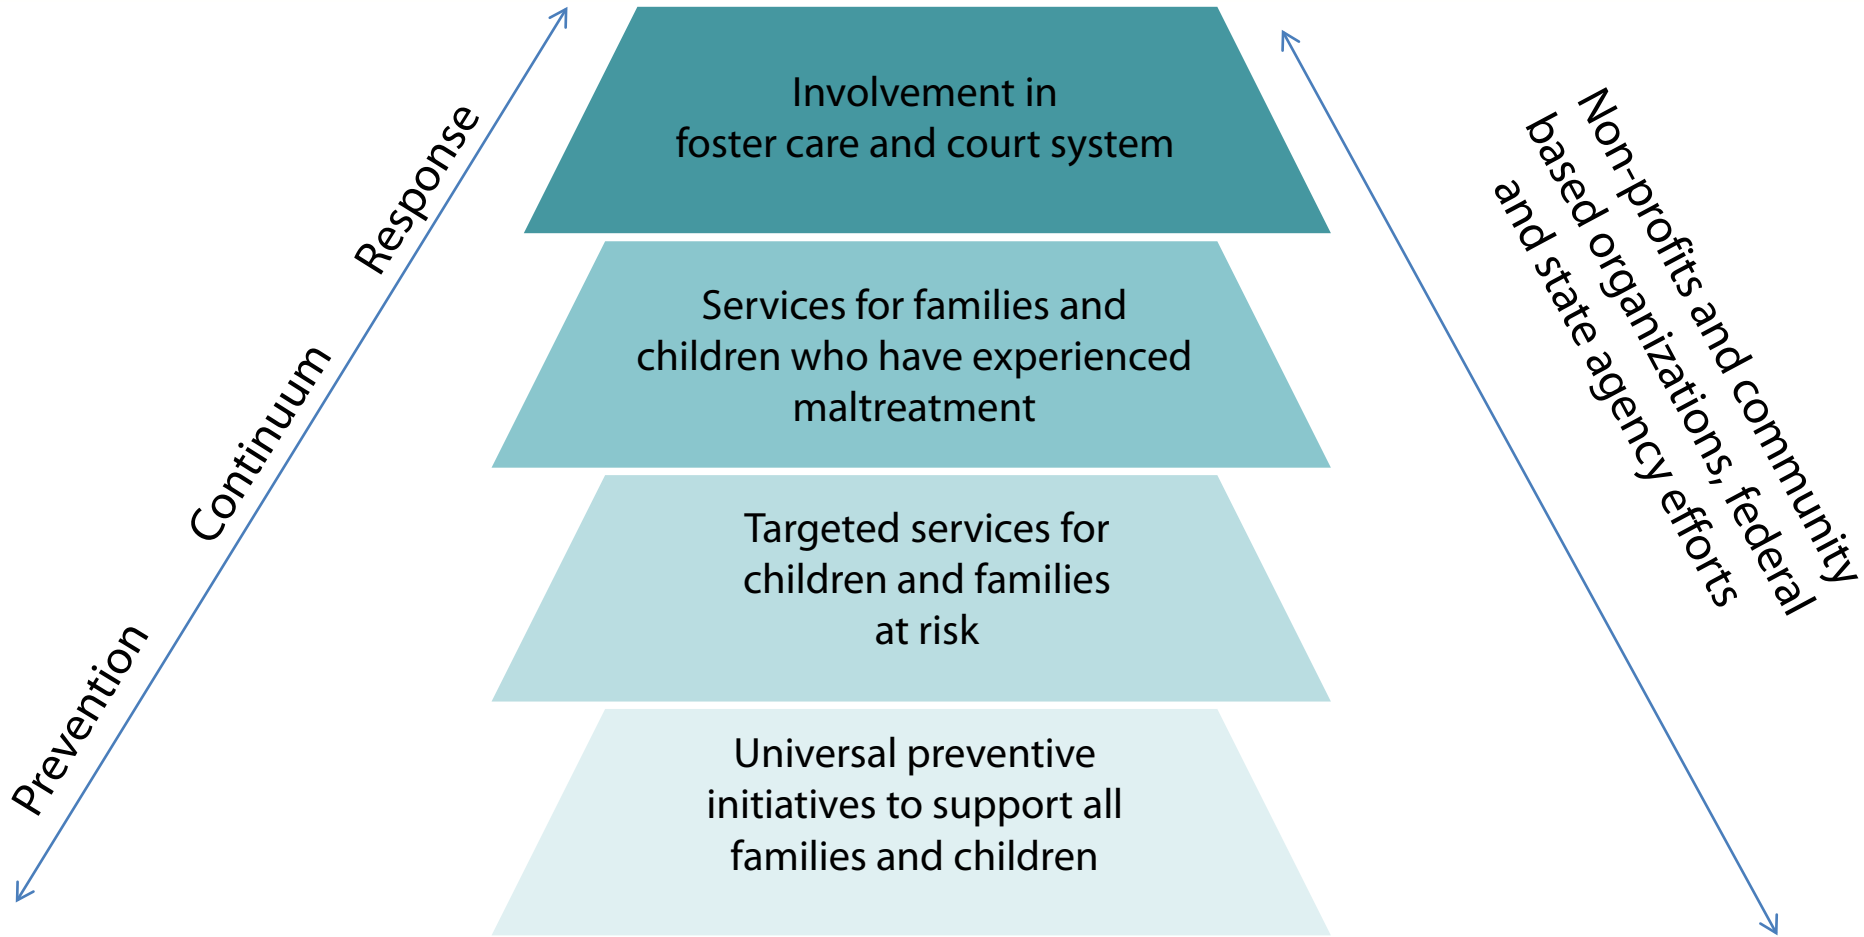 Response
Continuum
Prevention
Involvement in
foster care and court system
Services for families and
children who have experienced
maltreatment
Targeted services for
children and families
at risk
Universal preventive
initiatives to support all
families and children
Non-profits and community
based organizations, federal
and state agency efforts